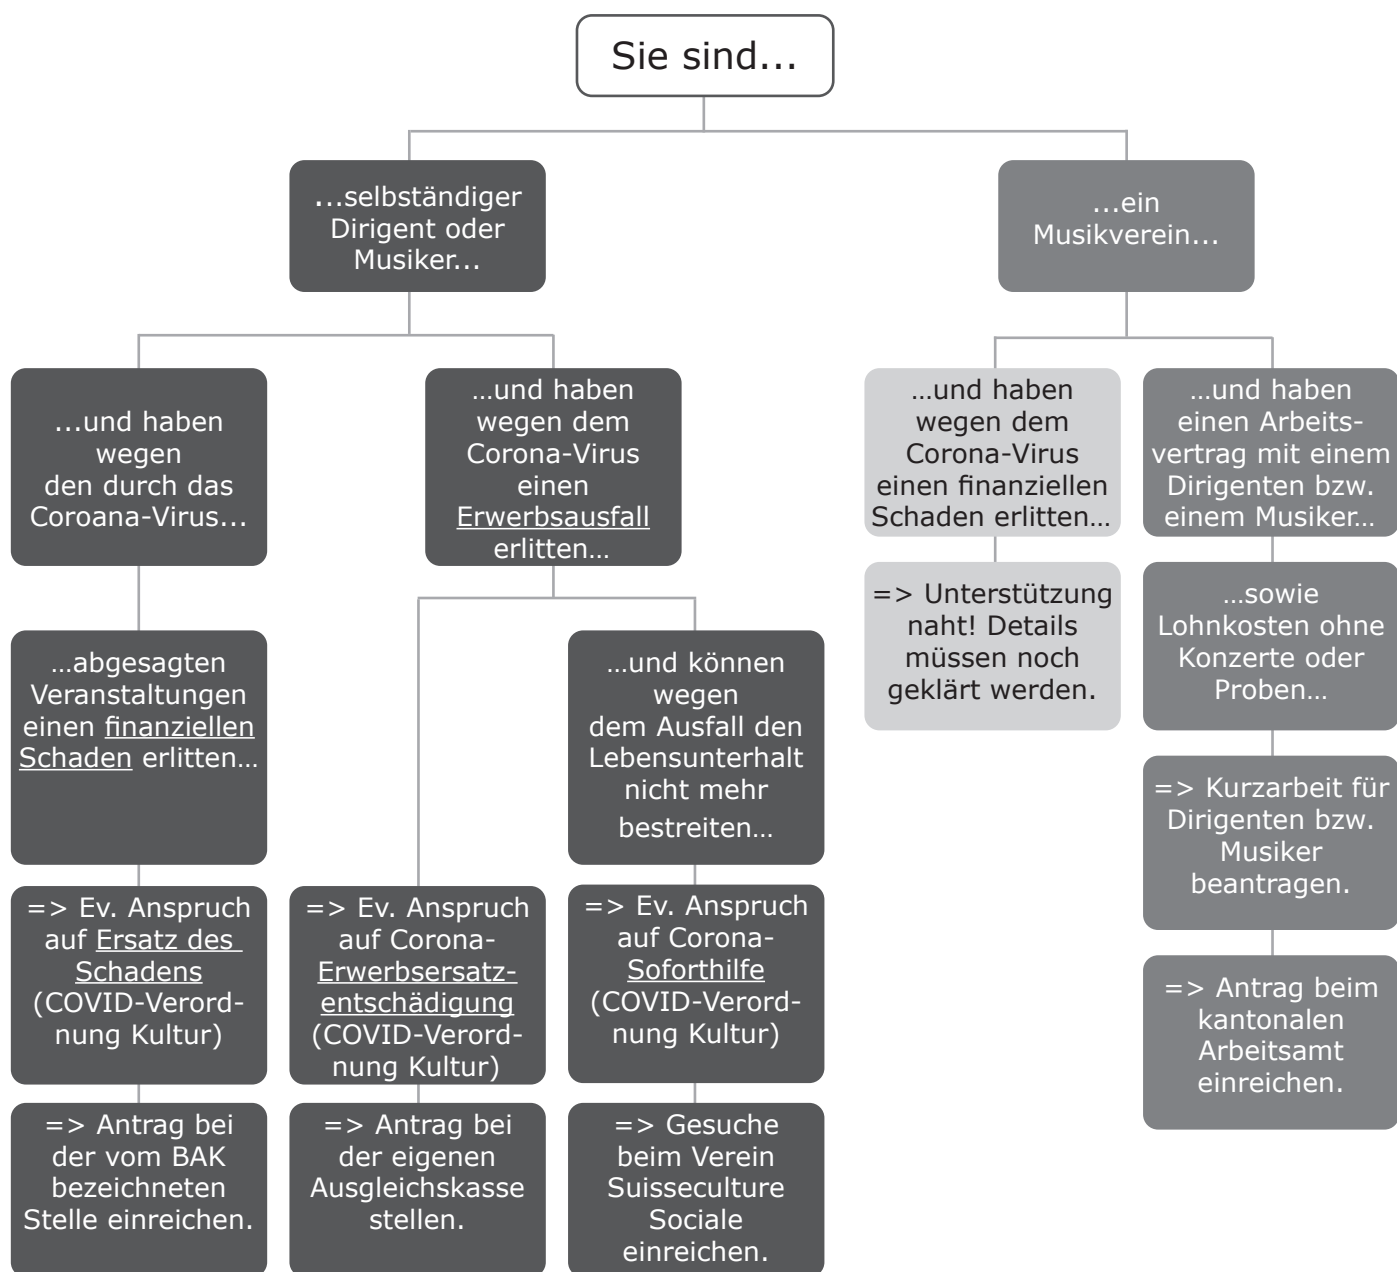 Sie sind...
...selbständiger
Dirigent oder
Musiker...
...ein
Musikverein...
...und haben
wegen
den durch das
Coroana-Virus...
...und haben
wegen dem
Corona-Virus
einen
Erwerbsausfall
erlitten...
...und haben
wegen dem
Corona-Virus
einen finanziellen
Schaden erlitten...
...und haben
einen Arbeits-
vertrag mit einem
Dirigenten bzw.
einem Musiker...
...abgesagten
Veranstaltungen
einen finanziellen
Schaden erlitten...
...und können
wegen
dem Ausfall den
Lebensunterhalt
nicht mehr
bestreiten...
=> Unterstützung
naht! Details
müssen noch
geklärt werden.
...sowie
Lohnkosten ohne
Konzerte oder
Proben...
=> Kurzarbeit für
Dirigenten bzw.
Musiker
beantragen.
=> Ev. Anspruch
auf Ersatz des
Schadens
(COVID-Verord-
nung Kultur)
=> Ev. Anspruch
auf Corona-
Erwerbsersatz-
entschädigung
(COVID-Verord-
nung Kultur)
=> Ev. Anspruch
auf Corona-
Soforthilfe
(COVID-Verord-
nung Kultur)
=> Antrag beim
kantonalen
Arbeitsamt
einreichen.
=> Antrag bei
der vom BAK
bezeichneten
Stelle einreichen.
=> Antrag bei
der eigenen
Ausgleichskasse
stellen.
=> Gesuche
beim Verein
Suisseculture
Sociale
einreichen.